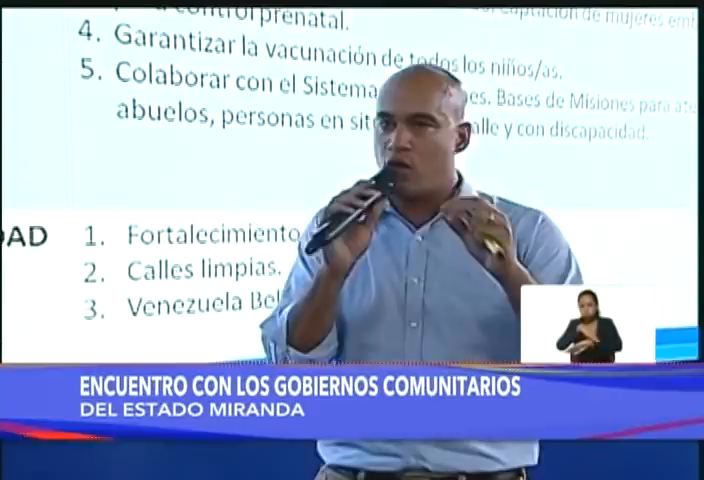 control prenatal.
captación de mujeres emb
4. Garantizar la vacunación de todos los niños/as.
5. Colaborar con el Sistema es. Bases de Misiones para ate
abuelos, personas en sit alle y con discapacidad.
DAD 1. Fortalecimiento
2. Calles limpias.
3. Venezuela Bel
ENCUENTRO CON LOS GOBIERNOS COMUNITARIOS
DEL ESTADO MIRANDA